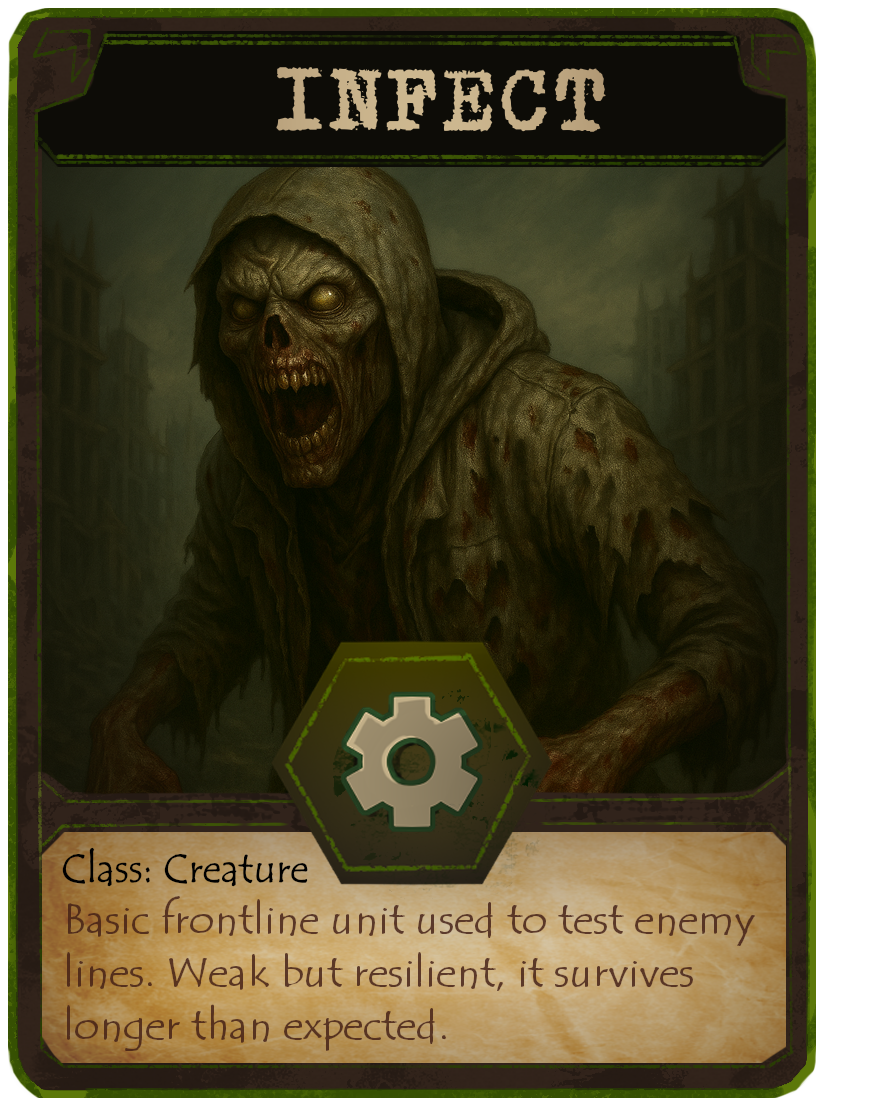 INFECT
Class: Creature
Basic frontline unit used to test enemy
lines. Weak but resilient, it survives
longer than expected.